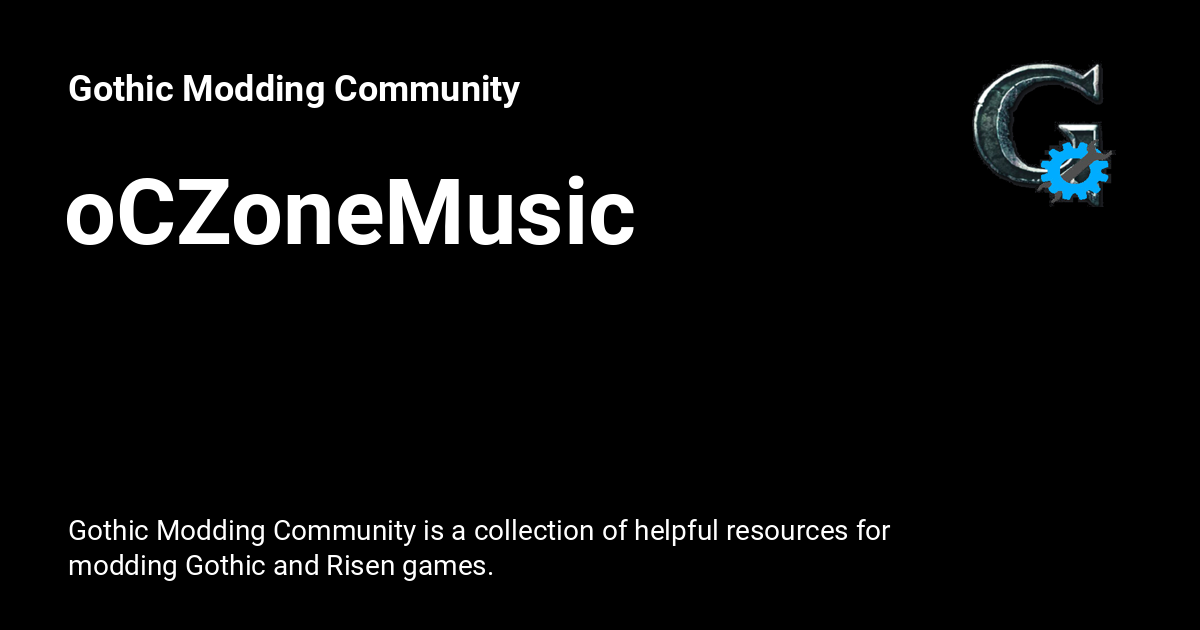 Gothic Modding Community
oCZoneMusic
G
Gothic Modding Community is a collection of helpful resources for
modding Gothic and Risen games.